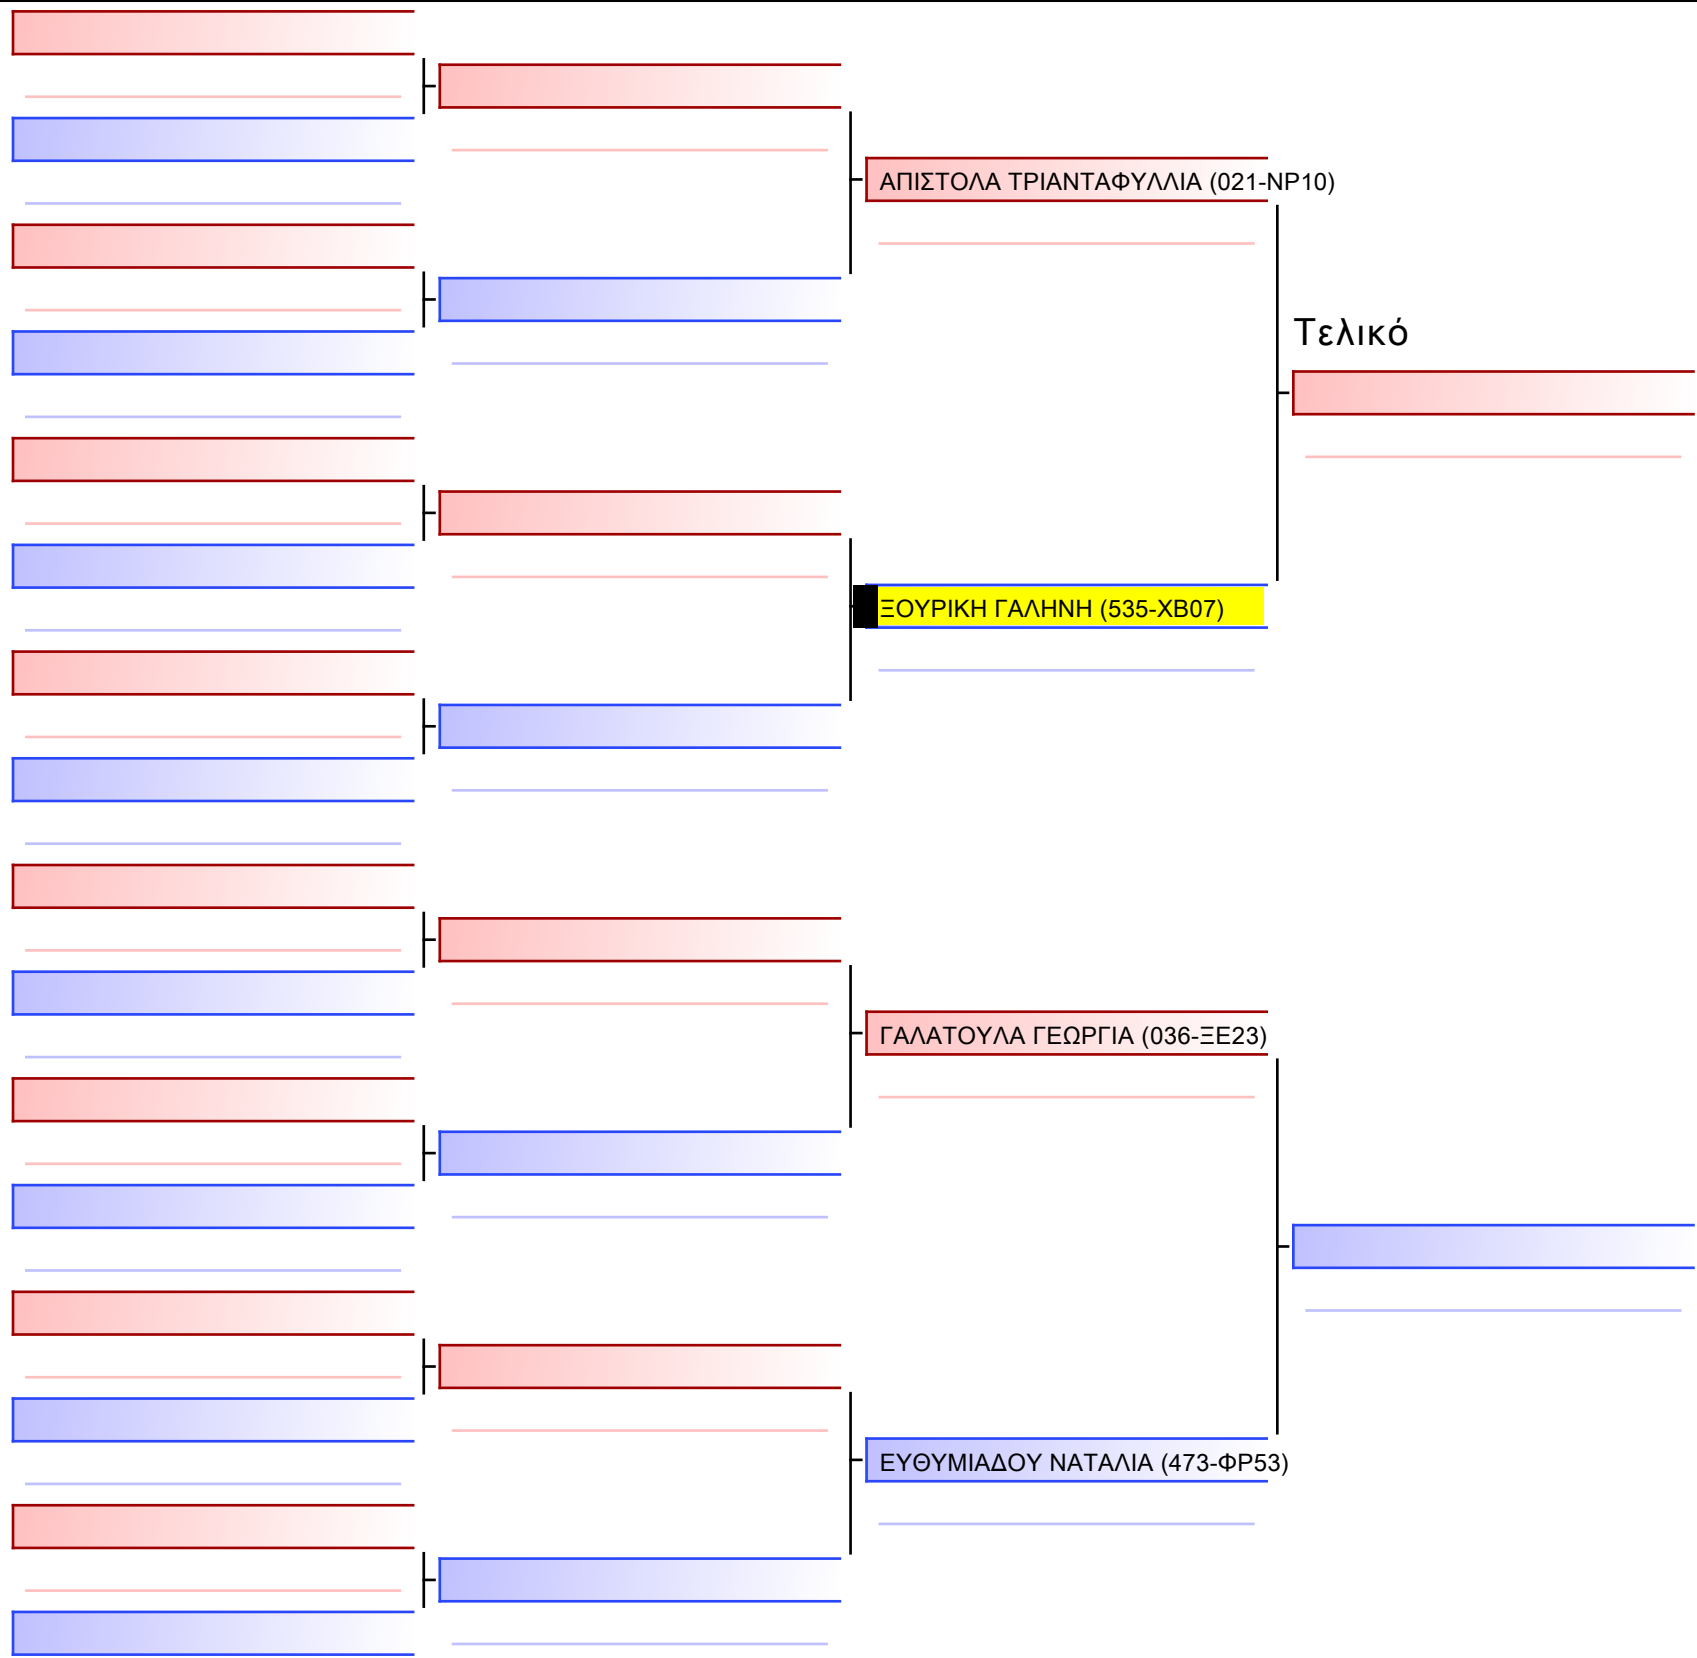 ΑΠΙΣΤΟΛΑ ΤΡΙΑΝΤΑΦΥΛΛΙΑ (021-ΝΡ10)
Τελικό
ΞΟΥΡΙΚΗ ΓΑΛΗΝΗ (535-ΧΒ07)
ΓΑΛΑΤΟΥΛΑ ΓΕΩΡΓΙΑ (036-ΞΕ23)
ΕΥΘΥΜΙΑΔΟΥ ΝΑΤΑΛΙΑ (473-ΦΡ53)